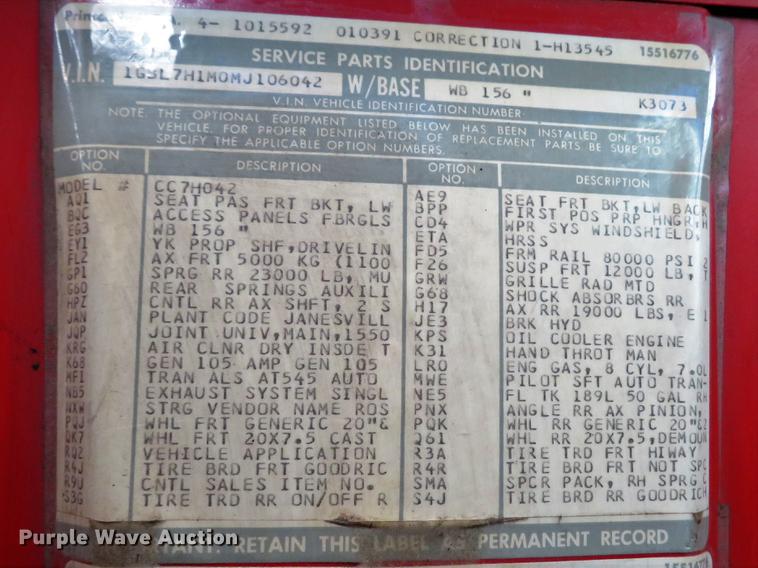 4- 1015592 010391 CORRECTION 1-H13545 15516776
SERVICE PARTS IDENTIFICATION
V.I.N. W/BASE WB 156 " K3073
V.I.N. VEHICLE IDENTIFICATION NUMBER
NOTE. THE OPTIONAL EQUIPMENT LISTED BELOW HAS BEEN INSTALLED ON THIS
VEHICLE. FOR PROPER IDENTIFICATION OF REPLACEMENT PARTS BE SURE TO
SPECIFY THE APPLICABLE OPTION NUMBERS.
OPTION NO. DESCRIPTION OPTION NO. DESCRIPTION
MODEL # CC7H042
AQ1 SEAT PAS FRT BKT, LW AE9 SEAT FRT BKT,LW BACK
BQC ACCESS PANELS FBRGLS BPP FIRST POS PRP HNGR,H
EG3 WB 156 " CD4 WPR SYS WINDSHIELD,
EY1 YK PROP SHF,DRIVELIN ETA HRSS
FL2 AX FRT 5000 KG (1100 FD5 FRM RAIL 80000 PSI 2
GP1 SPRG RR 23000 LB, MU F26 SUSP FRT 12000 LB, T
G60 REAR SPRINGS AUXILI GRW GRILLE RAD MTD
HPZ CNTL RR AX SHFT, 2 S G68 SHOCK ABSORBRS RR
JAN PLANT CODE JANESVILL H17 AX RR 19000 LBS, E 1
JQP JOINT UNIV,MAIN,1550 JE3 BRK HYD
KRG AIR CLNR DRY INSDE T KPS OIL COOLER ENGINE
K68 GEN 105 AMP GEN 105 K31 HAND THROT MAN
MF1 TRAN ALS AT545 AUTO LRO ENG GAS, 8 CYL, 7.0L
NB5 EXHAUST SYSTEM SINGL MWE PILOT SFT AUTO TRAN-
NXW STRG VENDOR NAME ROS NE5 FL TK 189L 50 GAL RH
PQJ WHL FRT GENERIC 20"& PNX ANGLE RR AX PINION,
QK7 WHL FRT 20X7.5 CAST PQK WHL RR GENERIC 20"&2
RQ2 VEHICLE APPLICATION Q61 WHL RR 20X7.5,DEMOUN
R4J TIRE BRD FRT GOODRIC R3A TIRE TRD FRT HIWAY
R9U CNTL SALES ITEM NO. R4R TIRE BRD FRT NOT SPC
S3G TIRE TRD RR ON/OFF R SMA SPCR PACK, RH SPRG C
S4J TIRE BRD RR GOODRICH
IMPORTANT: RETAIN THIS LABEL AS PERMANENT RECORD
15516776
Purple Wave Auction